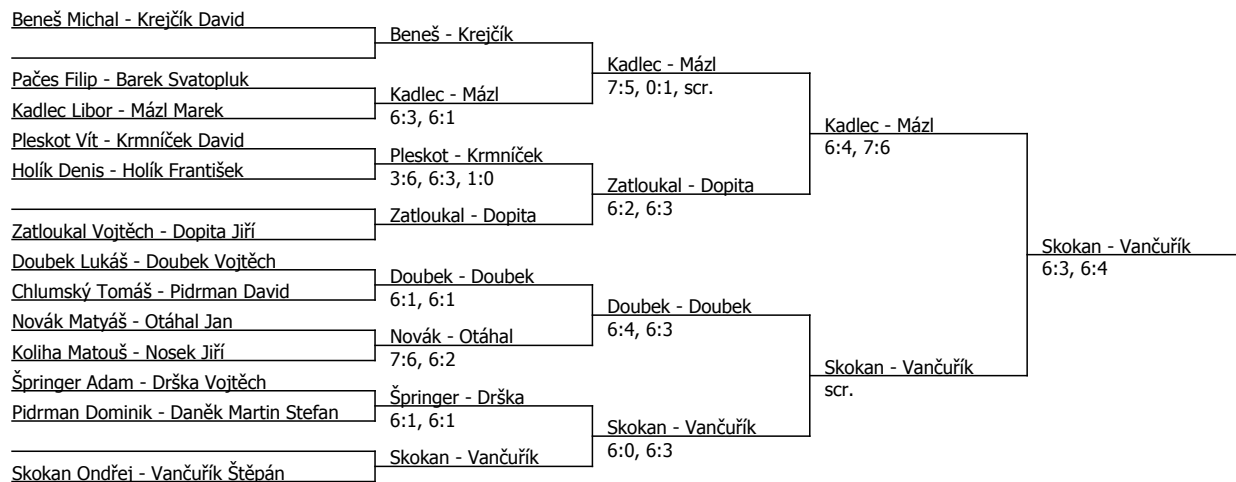 Beneš Michal - Krejčík David
Pačes Filip - Barek Svatopluk
Kadlec Libor - Mázl Marek
Pleskot Vít - Krmníček David
Holík Denis - Holík František
Zatloukal Vojtěch - Dopita Jiří
Doubek Lukáš - Doubek Vojtěch
Chlumský Tomáš - Pidrman David
Novák Matyáš - Otáhal Jan
Koliha Matouš - Nosek Jiří
Špringer Adam - Drška Vojtěch
Pidrman Dominik - Daněk Martin Stefan
Skokan Ondřej - Vančuřík Štěpán
Beneš - Krejčík
Kadlec - Mázl
6:3, 6:1
Pleskot - Krmníček
3:6, 6:3, 1:0
Zatloukal - Dopita
Doubek - Doubek
6:1, 6:1
Novák - Otáhal
7:6, 6:2
Špringer - Drška
6:1, 6:1
Skokan - Vančuřík
Kadlec - Mázl
7:5, 0:1, scr.
Zatloukal - Dopita
6:2, 6:3
Doubek - Doubek
6:4, 6:3
Skokan - Vančuřík
6:0, 6:3
Kadlec - Mázl
6:4, 7:6
Skokan - Vančuřík
scr.
Skokan - Vančuřík
6:3, 6:4